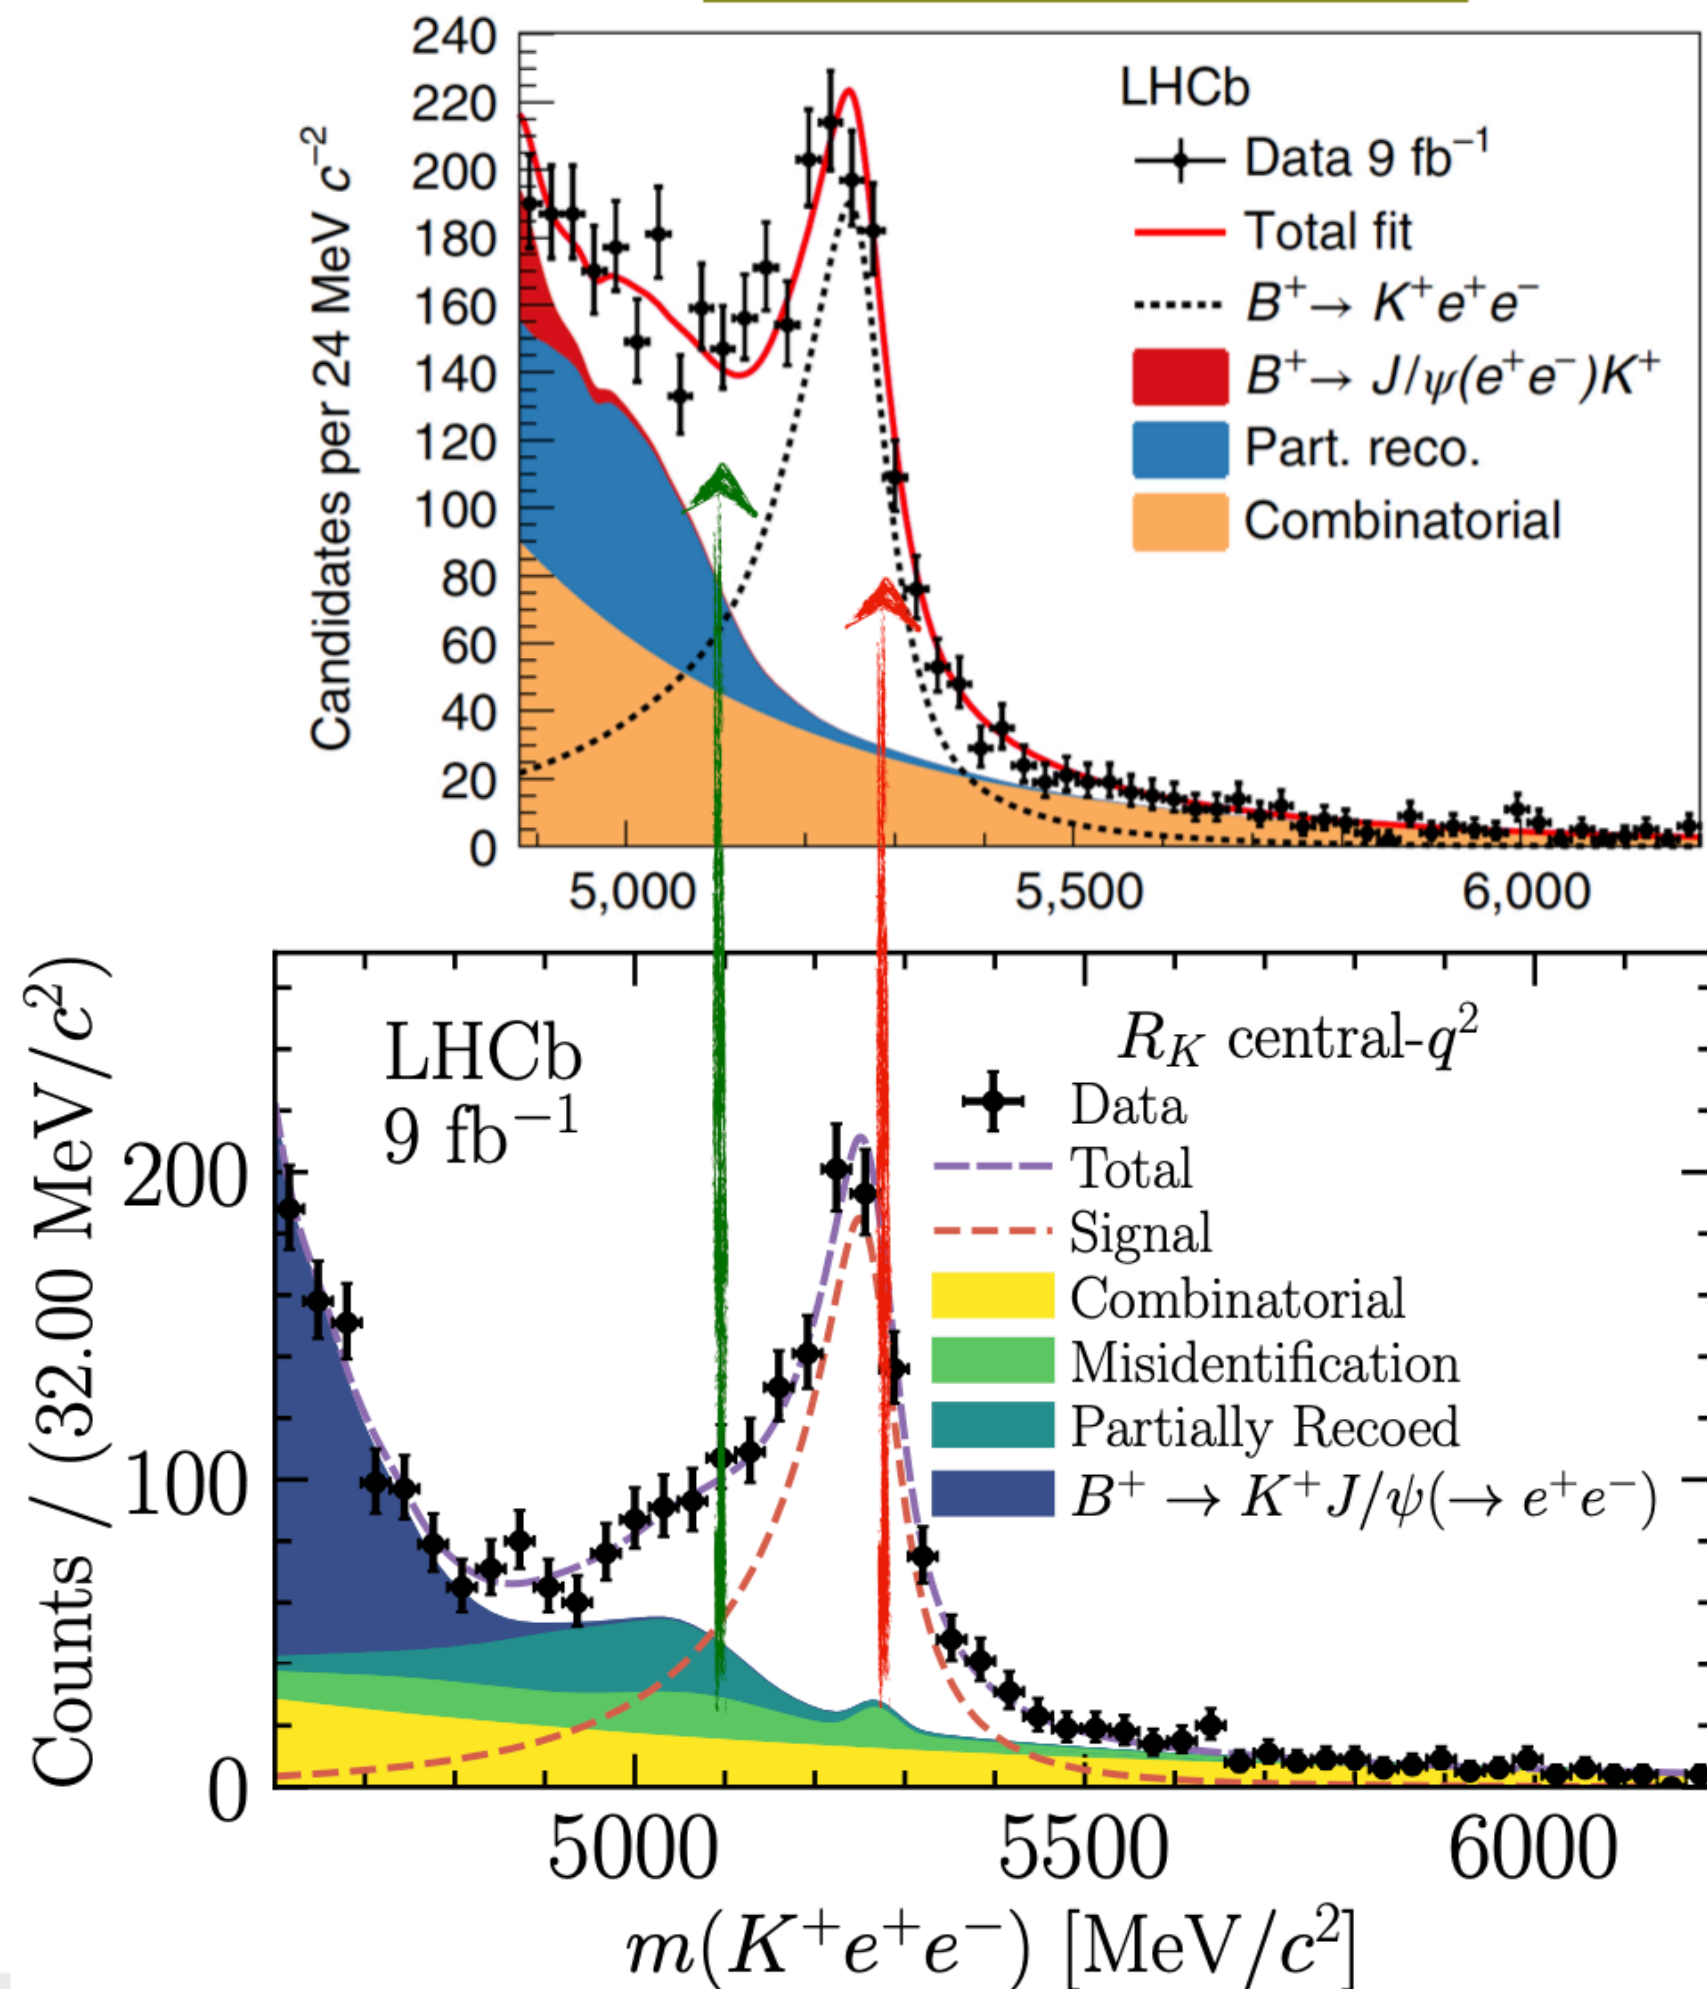 240
220
200
180
160
140
120
100
80
60
40
20
0
Candidates per 24 MeV c⁻²
LHCb
Data 9 fb⁻¹
Total fit
B⁺→ K⁺e⁺e⁻
B⁺→ J/ψ(e⁺e⁻)K⁺
Part. reco.
Combinatorial
5,000 5,500 6,000
Counts / (32.00 MeV/c²)
200
100
0
LHCb
9 fb⁻¹
R_K central-q²
Data
Total
Signal
Combinatorial
Misidentification
Partially Recoed
B⁺ → K⁺J/ψ(→ e⁺e⁻)
5000 5500 6000
m(K⁺e⁺e⁻) [MeV/c²]